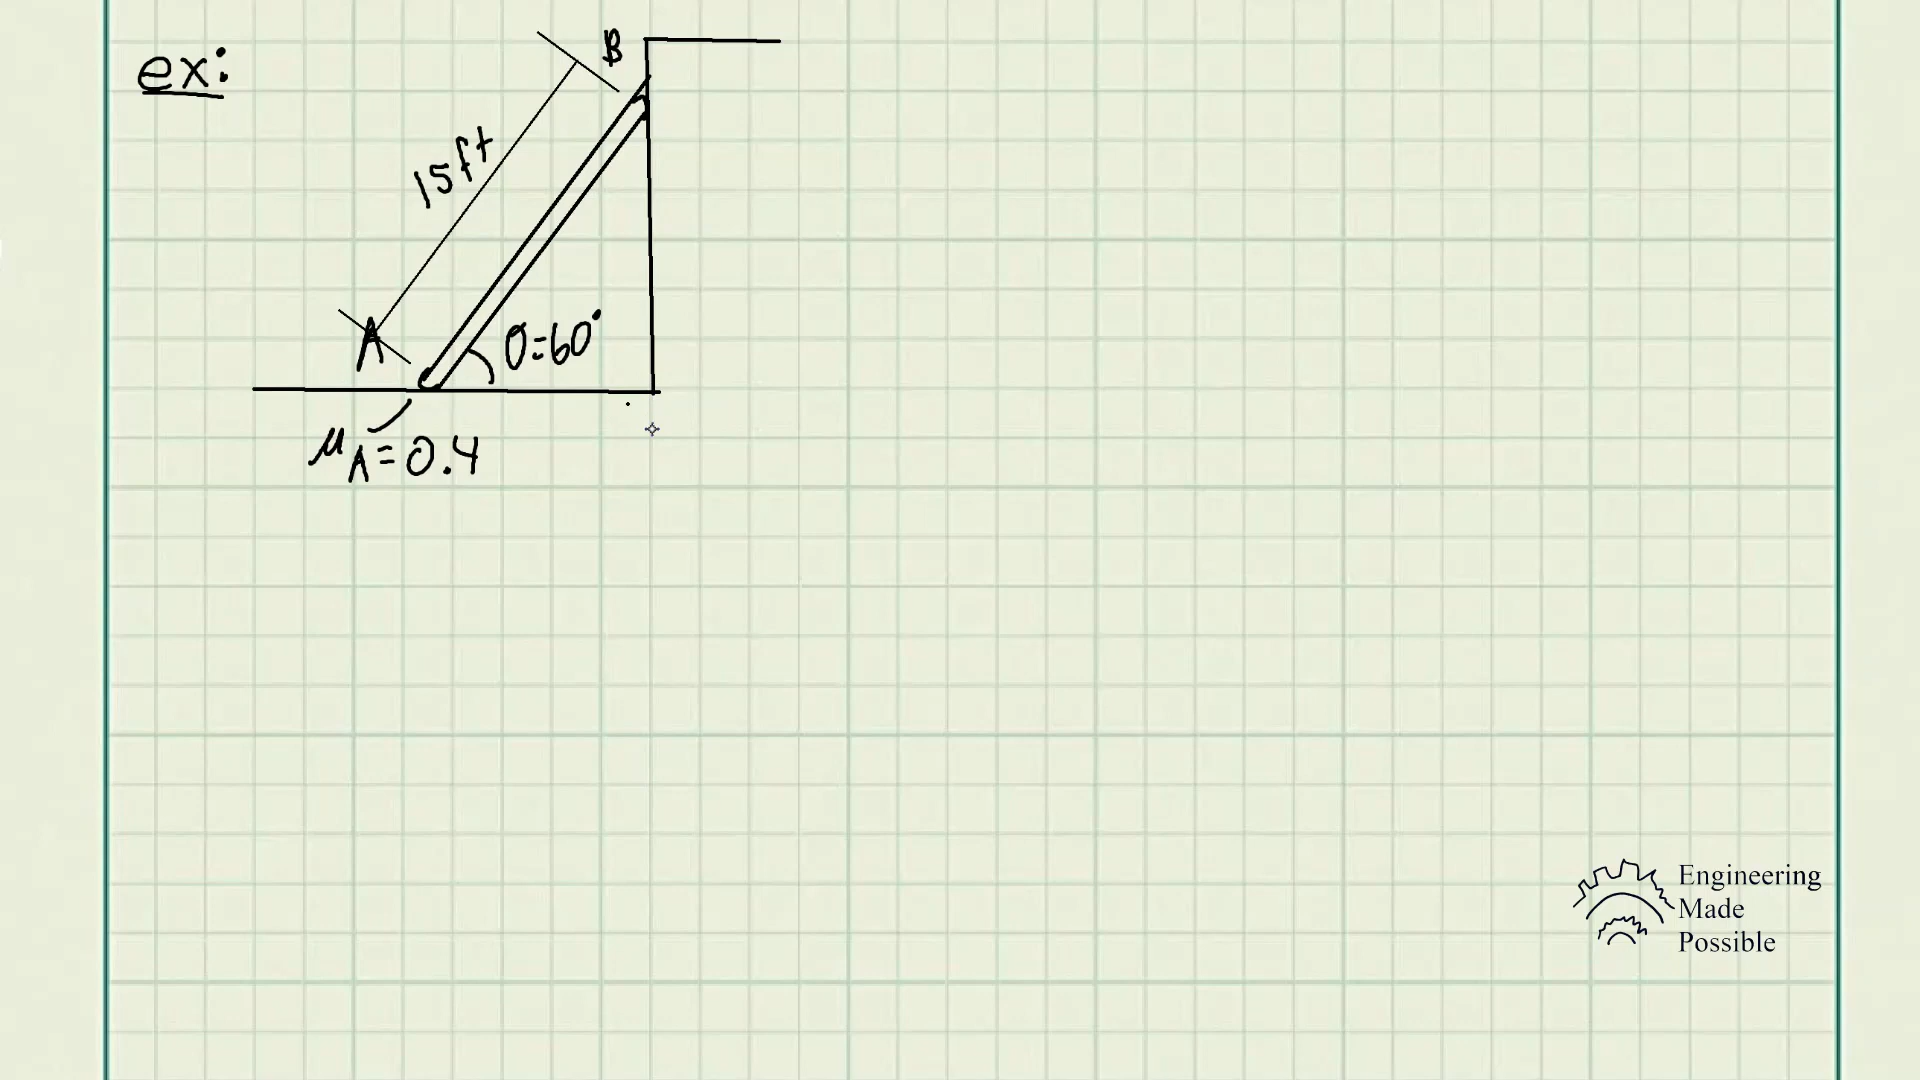 ex:
B
15ft
A
θ=60°
μA=0.4
Engineering
Made
Possible